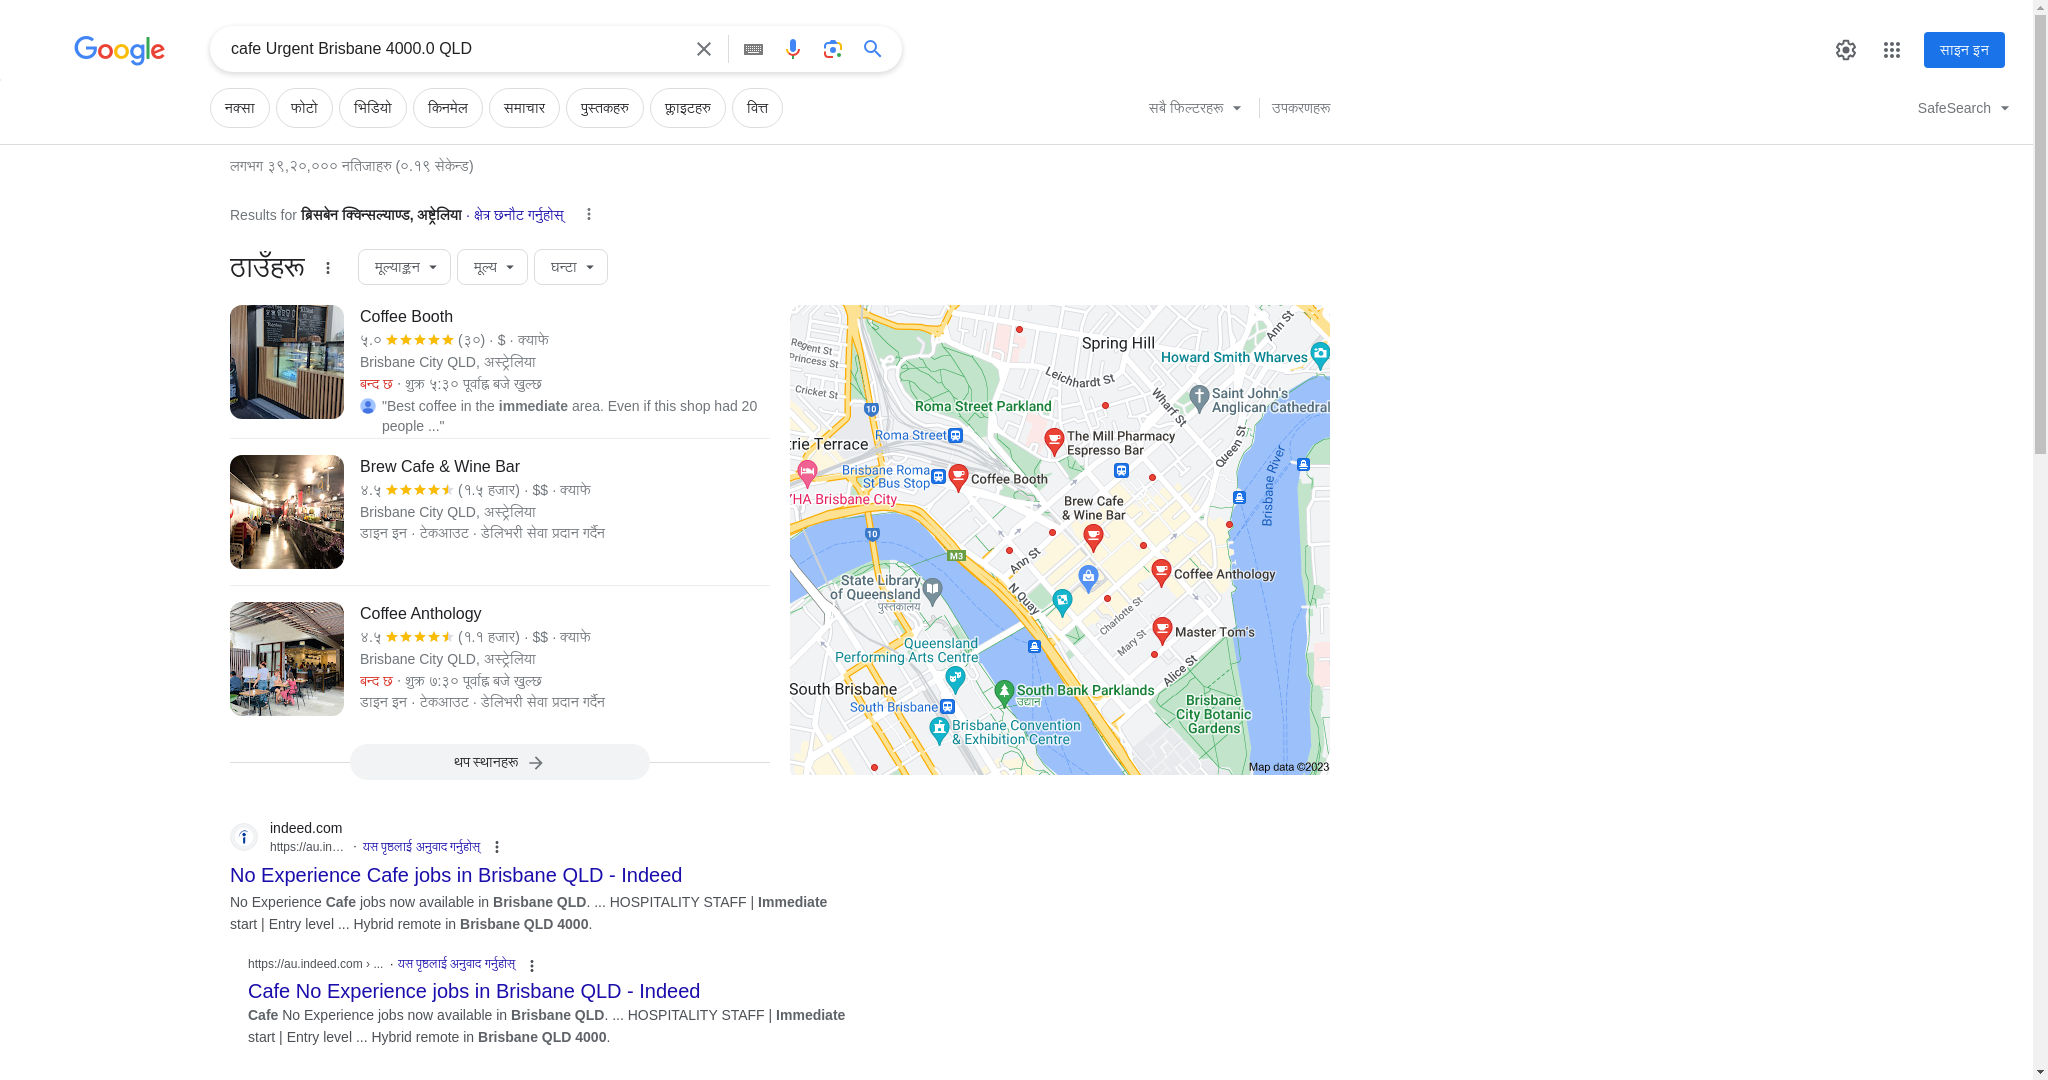 Google
cafe Urgent Brisbane 4000.0 QLD
साइन इन
नक्सा
फोटो
भिडियो
किनमेल
समाचार
पुस्तकहरु
फ्लाइटहरु
वित्त
सबै फिल्टरहरू
उपकरणहरू
SafeSearch
लगभग ३९,२०,००० नतिजाहरु (०.१९ सेकेन्ड)
Results for ब्रिसबेन क्विन्सल्याण्ड, अष्ट्रेलिया · क्षेत्र छनौट गर्नुहोस्
ठाउँहरू
मूल्याङ्कन
मूल्य
घन्टा
Coffee Booth
५.० (३०) · $ · क्याफे
Brisbane City QLD, अस्ट्रेलिया
बन्द छ · शुक्र ५:३० पूर्वाह्न बजे खुल्छ
"Best coffee in the immediate area. Even if this shop had 20
people ..."
Brew Cafe & Wine Bar
४.५ (१.५ हजार) · $$ · क्याफे
Brisbane City QLD, अस्ट्रेलिया
डाइन इन · टेकआउट · डेलिभरी सेवा प्रदान गर्दैन
Coffee Anthology
४.५ (१.१ हजार) · $$ · क्याफे
Brisbane City QLD, अस्ट्रेलिया
बन्द छ · शुक्र ७:३० पूर्वाह्न बजे खुल्छ
डाइन इन · टेकआउट · डेलिभरी सेवा प्रदान गर्दैन
थप स्थानहरू
Regent St
Princess St
Cricket St
Spring Hill
Ann St
Howard Smith Wharves
Leichhardt St
Wharf St
Saint John's
Anglican Cathedral
Roma Street Parkland
10
Roma Street
The Mill Pharmacy
Espresso Bar
Queen St
trie Terrace
Brisbane Roma
St Bus Stop
Coffee Booth
YHA Brisbane City
Brew Cafe
& Wine Bar
Brisbane River
10
M3
Ann St
Coffee Anthology
State Library
of Queensland
पुस्तकालय
N Quay
Charlotte St
Mary St
Master Tom's
Queensland
Performing Arts Centre
Alice St
South Brisbane
South Bank Parklands
उद्यान
South Brisbane
Brisbane
City Botanic
Gardens
Brisbane Convention
& Exhibition Centre
Map data ©2023
indeed.com
https://au.in… · यस पृष्ठलाई अनुवाद गर्नुहोस्
No Experience Cafe jobs in Brisbane QLD - Indeed
No Experience Cafe jobs now available in Brisbane QLD. ... HOSPITALITY STAFF | Immediate
start | Entry level ... Hybrid remote in Brisbane QLD 4000.
https://au.indeed.com › ... · यस पृष्ठलाई अनुवाद गर्नुहोस्
Cafe No Experience jobs in Brisbane QLD - Indeed
Cafe No Experience jobs now available in Brisbane QLD. ... HOSPITALITY STAFF | Immediate
start | Entry level ... Hybrid remote in Brisbane QLD 4000.